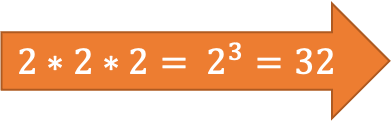 2 ∗ 2 ∗ 2 = 2³ = 32